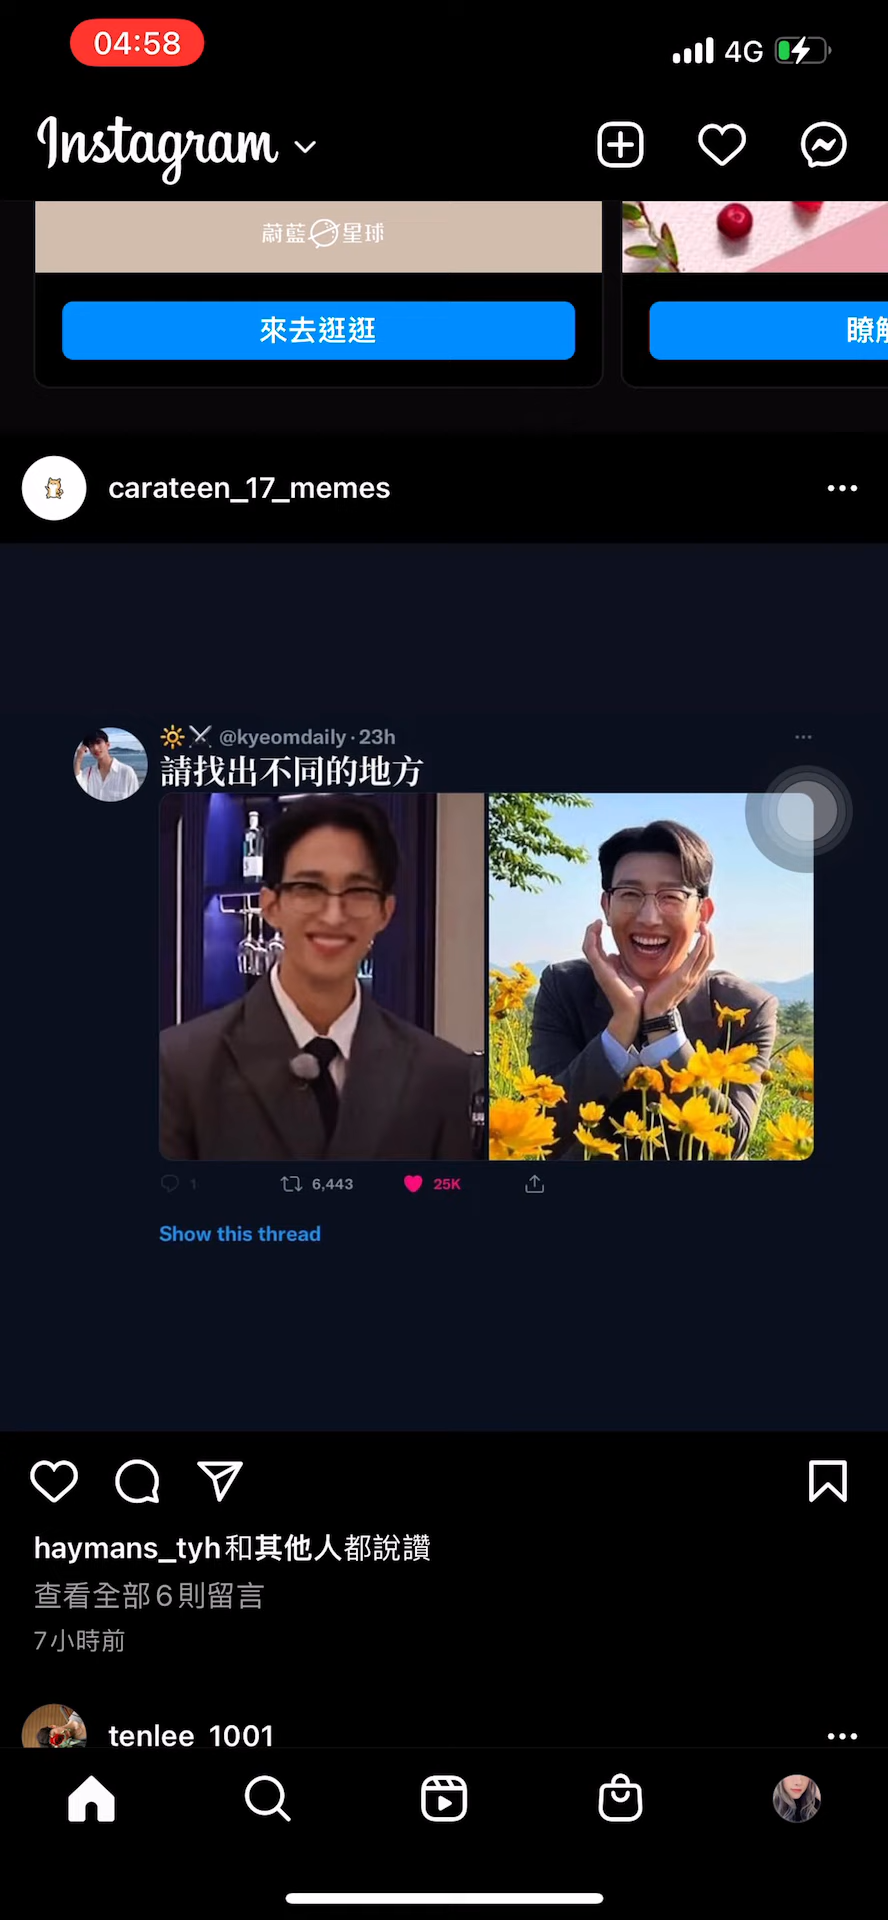 04:58
4G
Instagram
蔚藍星球
來去逛逛
瞭
carateen_17_memes
@kyeomdaily · 23h
請找出不同的地方
1
6,443
25K
Show this thread
haymans_tyh和其他人都說讚
查看全部6則留言
7小時前
tenlee_1001